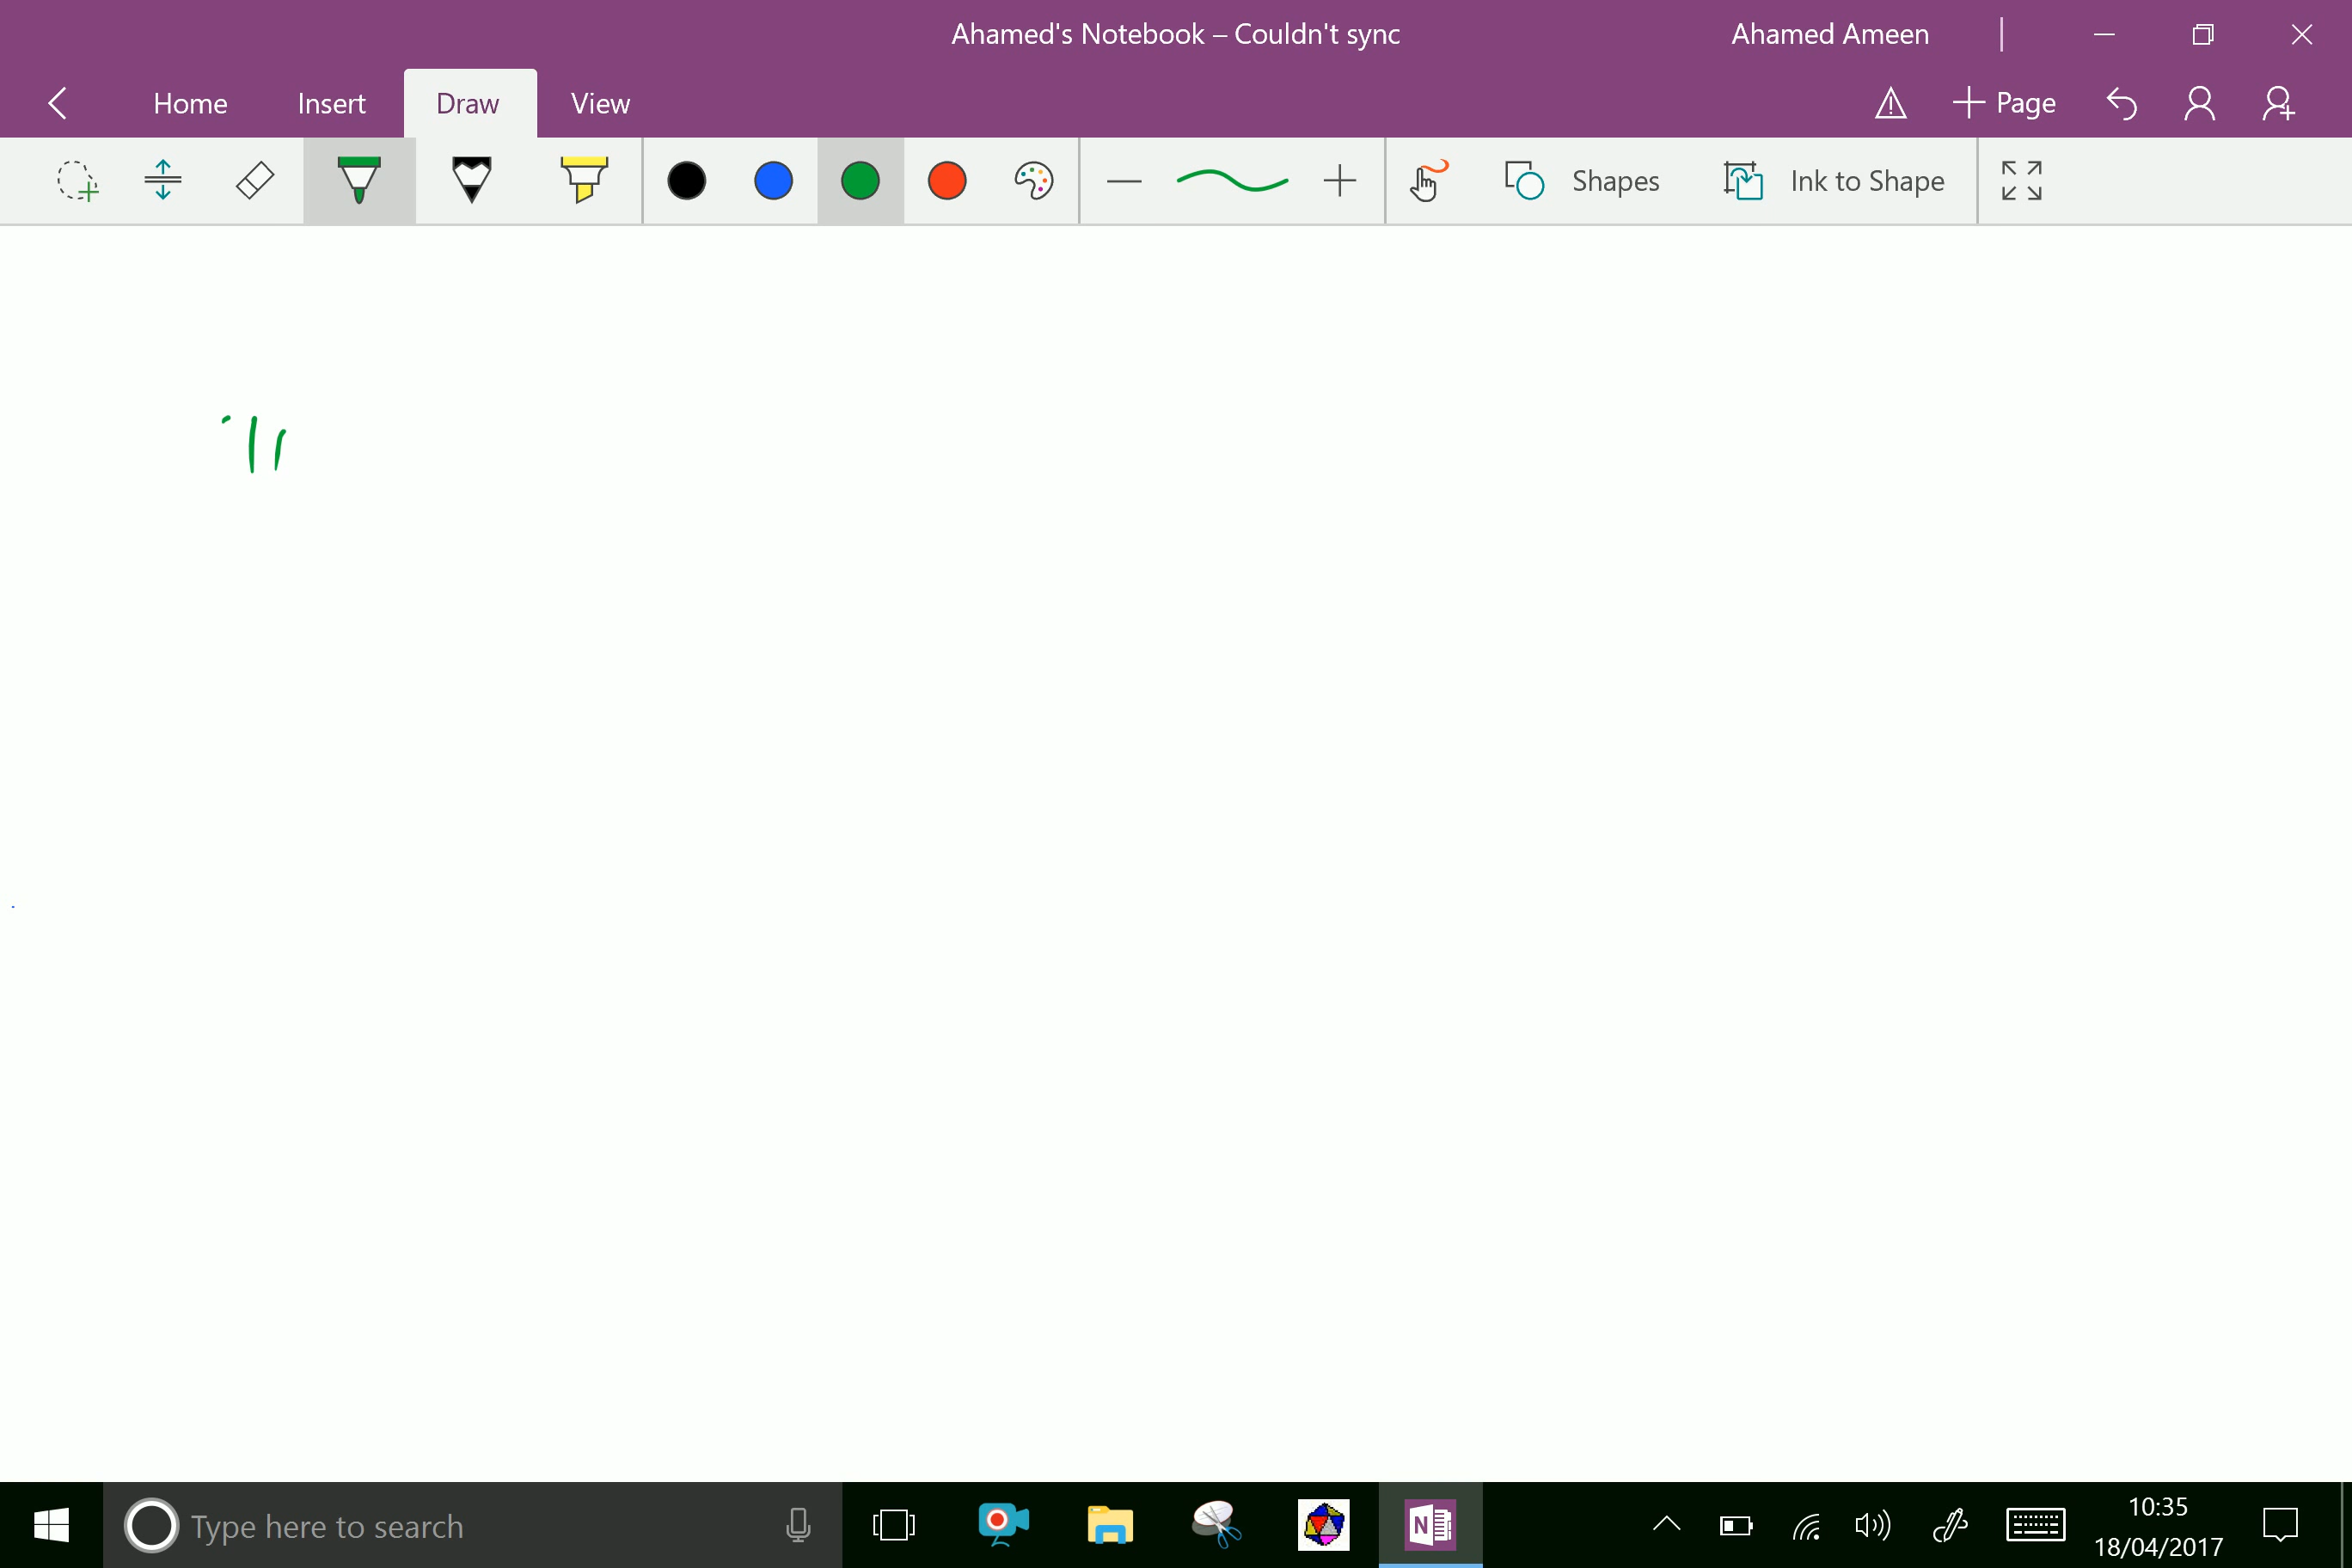 Ahamed's Notebook – Couldn't sync
Ahamed Ameen
Home Insert Draw View
Page
Shapes
Ink to Shape
Type here to search
N
10:35
18/04/2017